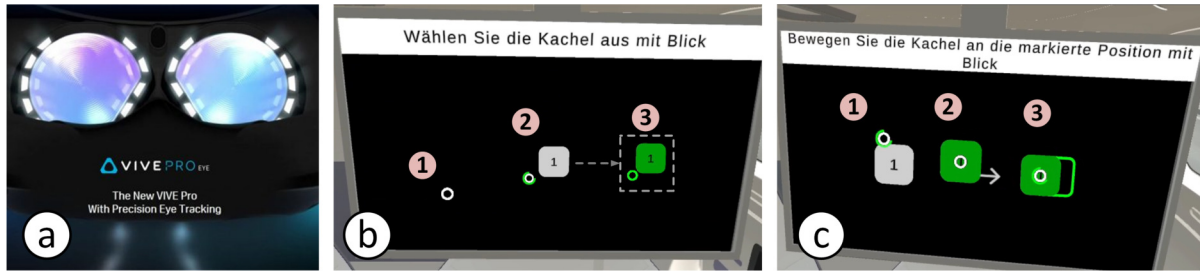 VIVE PRO EYE
The New VIVE Pro
With Precision Eye Tracking
a
Wählen Sie die Kachel aus mit Blick
1
2
3
1
1
b
Bewegen Sie die Kachel an die markierte Position mit
Blick
1
2
3
1
c